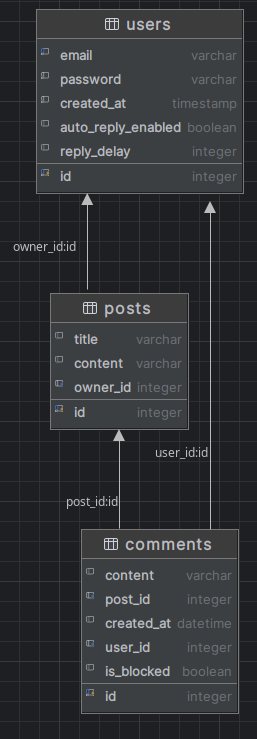 users
email varchar
password varchar
created_at timestamp
auto_reply_enabled boolean
reply_delay integer
id integer
owner_id:id
posts
title varchar
content varchar
owner_id integer
id integer
user_id:id
post_id:id
comments
content varchar
post_id integer
created_at datetime
user_id integer
is_blocked boolean
id integer